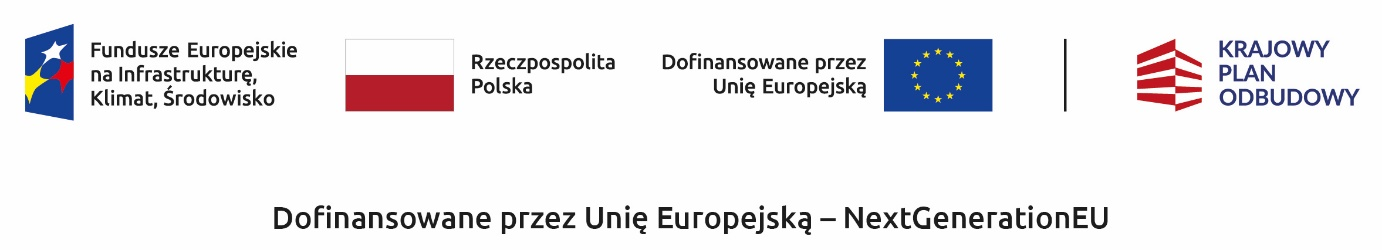 Fundusze Europejskie
na Infrastrukturę,
Klimat, Środowisko
Rzeczpospolita
Polska
Dofinansowane przez
Unię Europejską
KRAJOWY
PLAN
ODBUDOWY
Dofinansowane przez Unię Europejską – NextGenerationEU